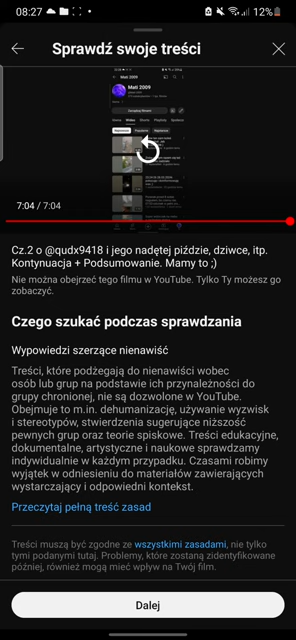 08:27
12%
Sprawdź swoje treści
Mati 2009
Mati 2009
Home Wideo Shorts Playlisty
7:04 / 7:04
Cz.2 o @qudx9418 i jego nadętej piździe, dziwce, itp.
Kontynuacja + Podsumowanie. Mamy to ;)
Nie można obejrzeć tego filmu w YouTube. Tylko Ty możesz go
zobaczyć.
Czego szukać podczas sprawdzania
Wypowiedzi szerzące nienawiść
Treści, które podżegają do nienawiści wobec
osób lub grup na podstawie ich przynależności do
grupy chronionej, nie są dozwolone w YouTube.
Obejmuje to m.in. dehumanizację, używanie wyzwisk
i stereotypów, stwierdzenia sugerujące niższość
pewnych grup oraz teorie spiskowe. Treści edukacyjne,
dokumentalne, artystyczne i naukowe sprawdzamy
indywidualnie w każdym przypadku. Czasami robimy
wyjątek w odniesieniu do materiałów zawierających
wystarczający i odpowiedni kontekst.
Przeczytaj pełną treść zasad
Treści muszą być zgodne ze wszystkimi zasadami, nie tylko
tymi podanymi tutaj. Problemy, które zostaną zidentyfikowane
później, również mogą mieć wpływ na Twój film.
Dalej